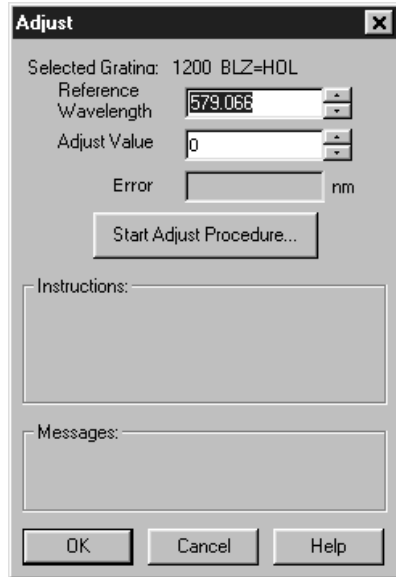 Adjust
Selected Grating: 1200 BLZ=HOL
Reference
Wavelength
579.066
Adjust Value
0
Error
nm
Start Adjust Procedure...
Instructions:
Messages:
OK
Cancel
Help